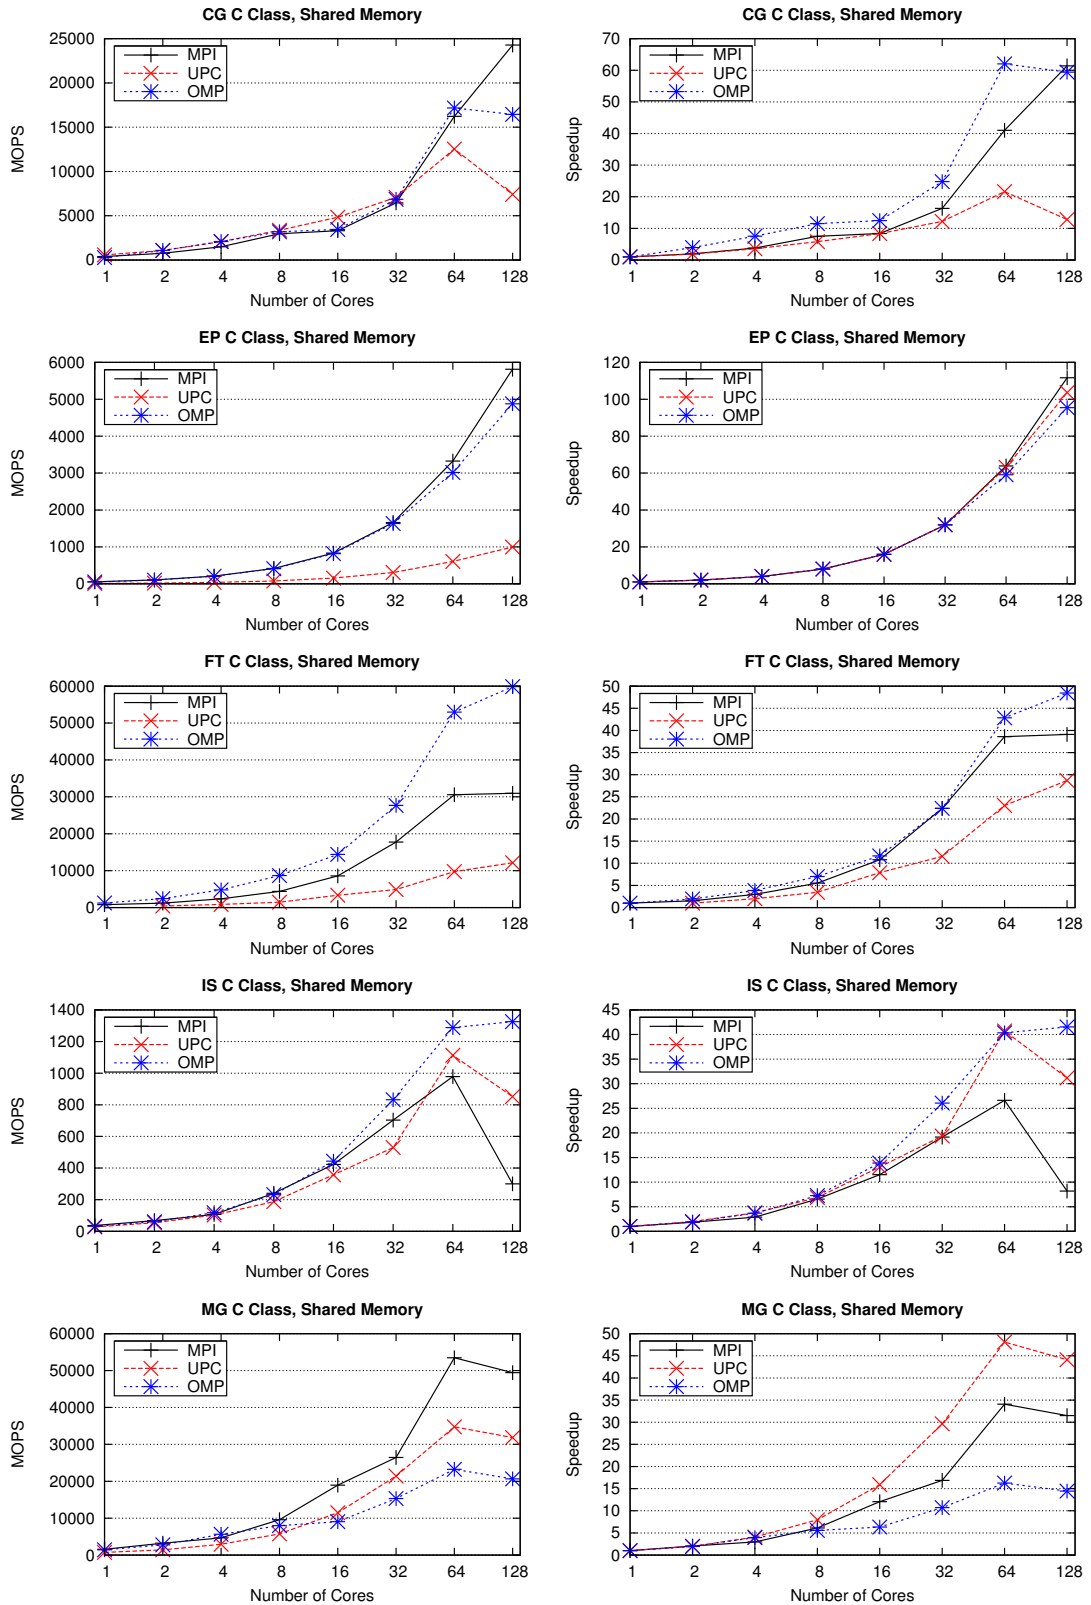 CG C Class, Shared Memory
25000
20000
15000
10000
5000
0
MOPS
MPI
UPC
OMP
1 2 4 8 16 32 64 128
Number of Cores
CG C Class, Shared Memory
70
60
50
40
30
20
10
0
Speedup
MPI
UPC
OMP
1 2 4 8 16 32 64 128
Number of Cores
EP C Class, Shared Memory
6000
5000
4000
3000
2000
1000
0
MOPS
MPI
UPC
OMP
1 2 4 8 16 32 64 128
Number of Cores
EP C Class, Shared Memory
120
100
80
60
40
20
0
Speedup
MPI
UPC
OMP
1 2 4 8 16 32 64 128
Number of Cores
FT C Class, Shared Memory
60000
50000
40000
30000
20000
10000
0
MOPS
MPI
UPC
OMP
1 2 4 8 16 32 64 128
Number of Cores
FT C Class, Shared Memory
50
45
40
35
30
25
20
15
10
5
0
Speedup
MPI
UPC
OMP
1 2 4 8 16 32 64 128
Number of Cores
IS C Class, Shared Memory
1400
1200
1000
800
600
400
200
0
MOPS
MPI
UPC
OMP
1 2 4 8 16 32 64 128
Number of Cores
IS C Class, Shared Memory
45
40
35
30
25
20
15
10
5
0
Speedup
MPI
UPC
OMP
1 2 4 8 16 32 64 128
Number of Cores
MG C Class, Shared Memory
60000
50000
40000
30000
20000
10000
0
MOPS
MPI
UPC
OMP
1 2 4 8 16 32 64 128
Number of Cores
MG C Class, Shared Memory
50
45
40
35
30
25
20
15
10
5
0
Speedup
MPI
UPC
OMP
1 2 4 8 16 32 64 128
Number of Cores